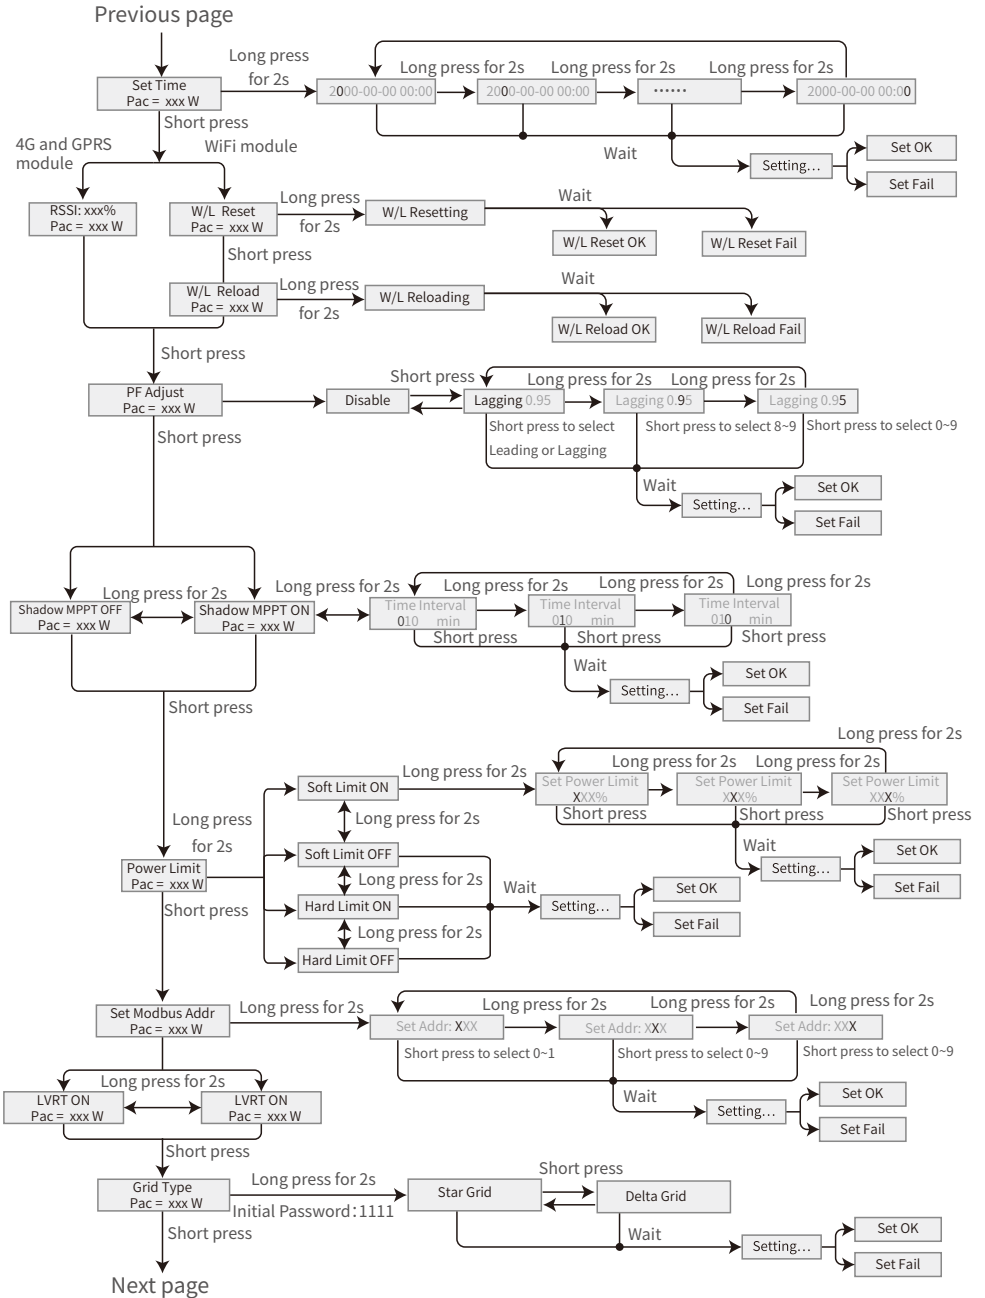 Previous page
Long press
for 2s
Set Time
Pac = xxx W
Long press for 2s
Long press for 2s
Long press for 2s
2000-00-00 00:00
2000-00-00 00:00
······
2000-00-00 00:00
Short press
4G and GPRS
module
WiFi module
Wait
Setting...
Set OK
Set Fail
RSSI: xxx%
Pac = xxx W
W/L Reset
Pac = xxx W
Long press
for 2s
W/L Resetting
Wait
W/L Reset OK
W/L Reset Fail
Short press
W/L Reload
Pac = xxx W
Long press
for 2s
W/L Reloading
Wait
W/L Reload OK
W/L Reload Fail
Short press
PF Adjust
Pac = xxx W
Disable
Short press
Long press for 2s
Long press for 2s
Lagging 0.95
Lagging 0.95
Lagging 0.95
Short press to select
Leading or Lagging
Short press to select 8~9
Short press to select 0~9
Short press
Wait
Setting...
Set OK
Set Fail
Long press for 2s
Shadow MPPT OFF
Pac = xxx W
Shadow MPPT ON
Pac = xxx W
Long press for 2s
Long press for 2s
Long press for 2s
Long press for 2s
Time Interval
010 min
Time Interval
010 min
Time Interval
010 min
Short press
Short press
Short press
Wait
Setting...
Set OK
Set Fail
Short press
Long press for 2s
Soft Limit ON
Long press for 2s
Long press for 2s
Long press for 2s
Set Power Limit
XXX%
Set Power Limit
XXX%
Set Power Limit
XXX%
Short press
Short press
Short press
Long press
for 2s
Long press for 2s
Soft Limit OFF
Wait
Setting...
Set OK
Set Fail
Power Limit
Pac = xxx W
Long press for 2s
Hard Limit ON
Wait
Setting...
Set OK
Set Fail
Short press
Long press for 2s
Hard Limit OFF
Set Modbus Addr
Pac = xxx W
Long press for 2s
Long press for 2s
Long press for 2s
Long press for 2s
Set Addr: XXX
Set Addr: XXX
Set Addr: XXX
Short press to select 0~1
Short press to select 0~9
Short press to select 0~9
Long press for 2s
LVRT ON
Pac = xxx W
LVRT ON
Pac = xxx W
Wait
Setting...
Set OK
Set Fail
Short press
Grid Type
Pac = xxx W
Long press for 2s
Initial Password：1111
Star Grid
Short press
Delta Grid
Wait
Setting...
Set OK
Set Fail
Short press
Next page